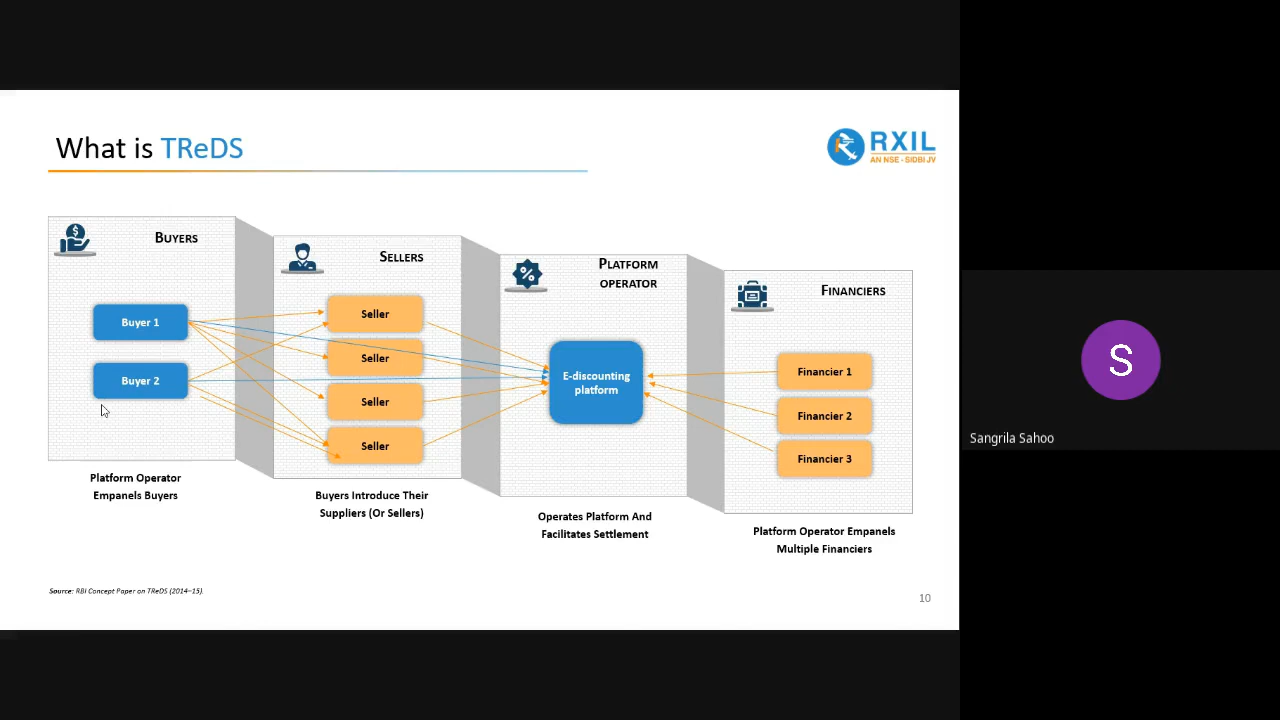 What is TReDS
RXIL
AN NSE - SIDBI JV
BUYERS
Buyer 1
Buyer 2
Platform Operator
Empanels Buyers
SELLERS
Seller
Seller
Seller
Seller
Buyers Introduce Their
Suppliers (Or Sellers)
PLATFORM
OPERATOR
E-discounting
platform
Operates Platform And
Facilitates Settlement
FINANCIERS
Financier 1
Financier 2
Financier 3
Platform Operator Empanels
Multiple Financiers
Source: RBI Concept Paper on TReDS (2014–15).
10
S
Sangrila Sahoo